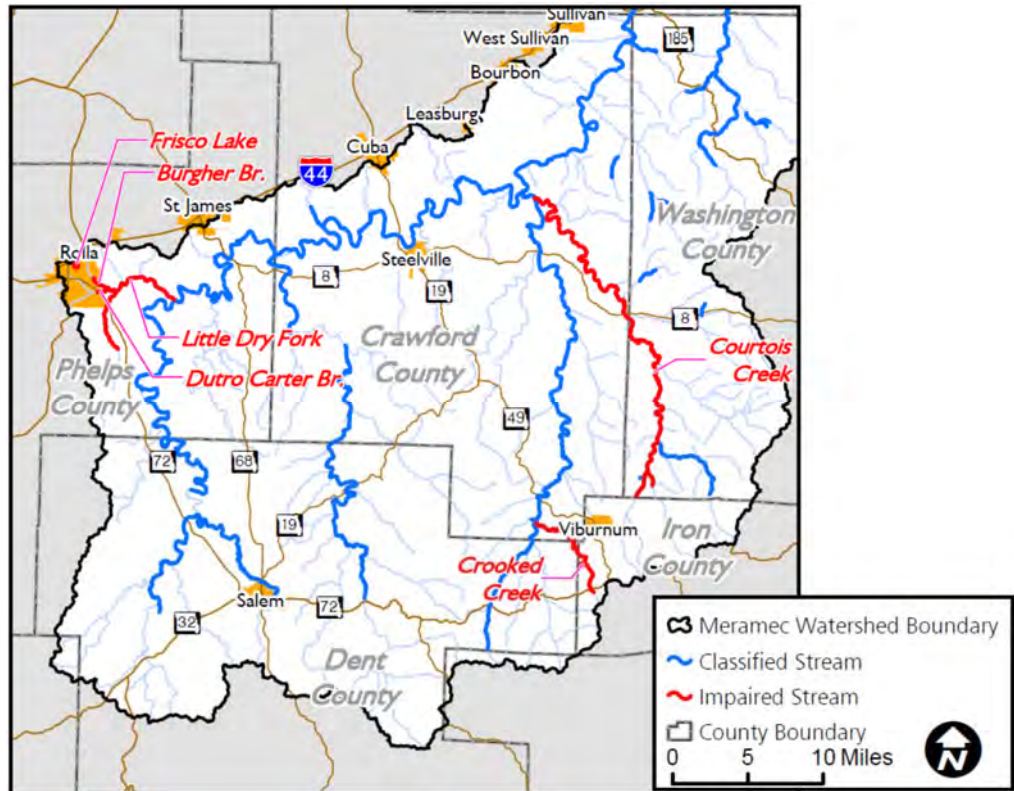 Sullivan
West Sullivan
185
Bourbon
Leasburg
Frisco Lake
Cuba
Burgher Br.
44
St James
Washington
County
Rolla
Steelville
8
19
8
Little Dry Fork
Crawford
County
Courtois
Creek
Phelps
County
Dutro Carter Br.
49
72
68
19
Viburnum
Iron
County
Crooked
Creek
Salem
72
32
Dent
County
Meramec Watershed Boundary
Classified Stream
Impaired Stream
County Boundary
0 5 10 Miles
N